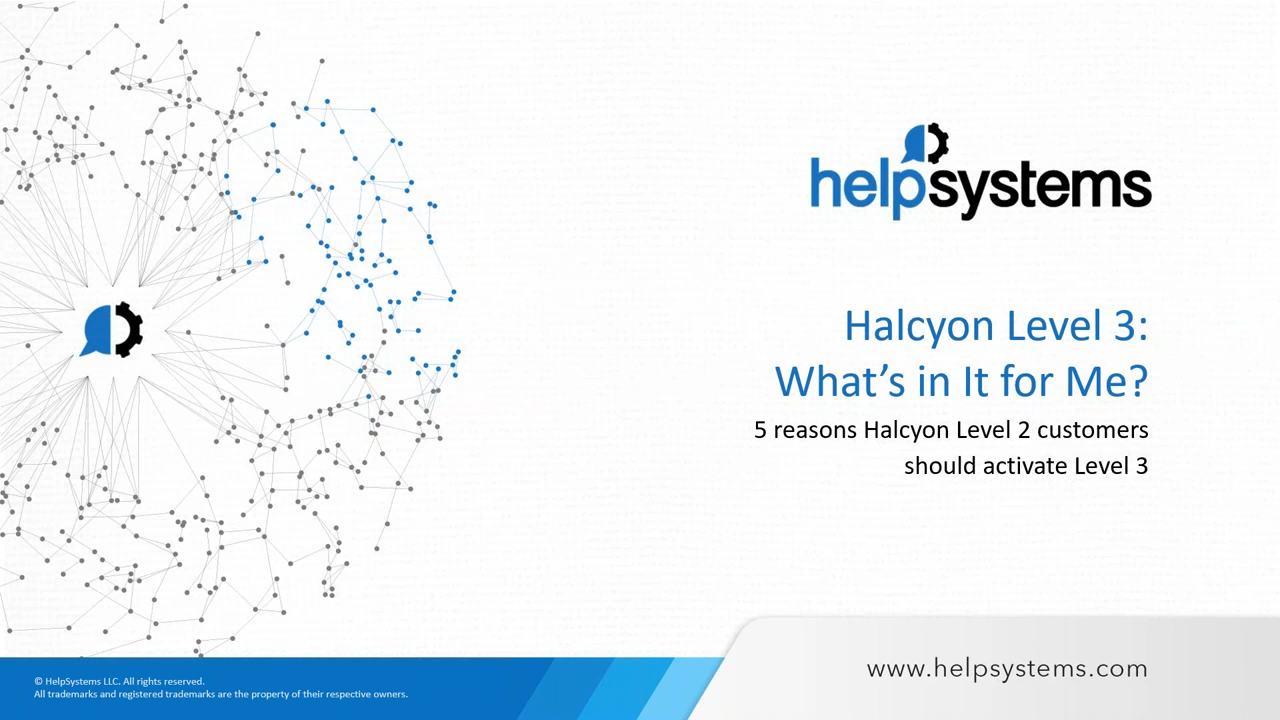 helpsystems
Halcyon Level 3:
What’s in It for Me?
5 reasons Halcyon Level 2 customers
should activate Level 3
www.helpsystems.com
© HelpSystems LLC. All rights reserved.
All trademarks and registered trademarks are the property of their respective owners.